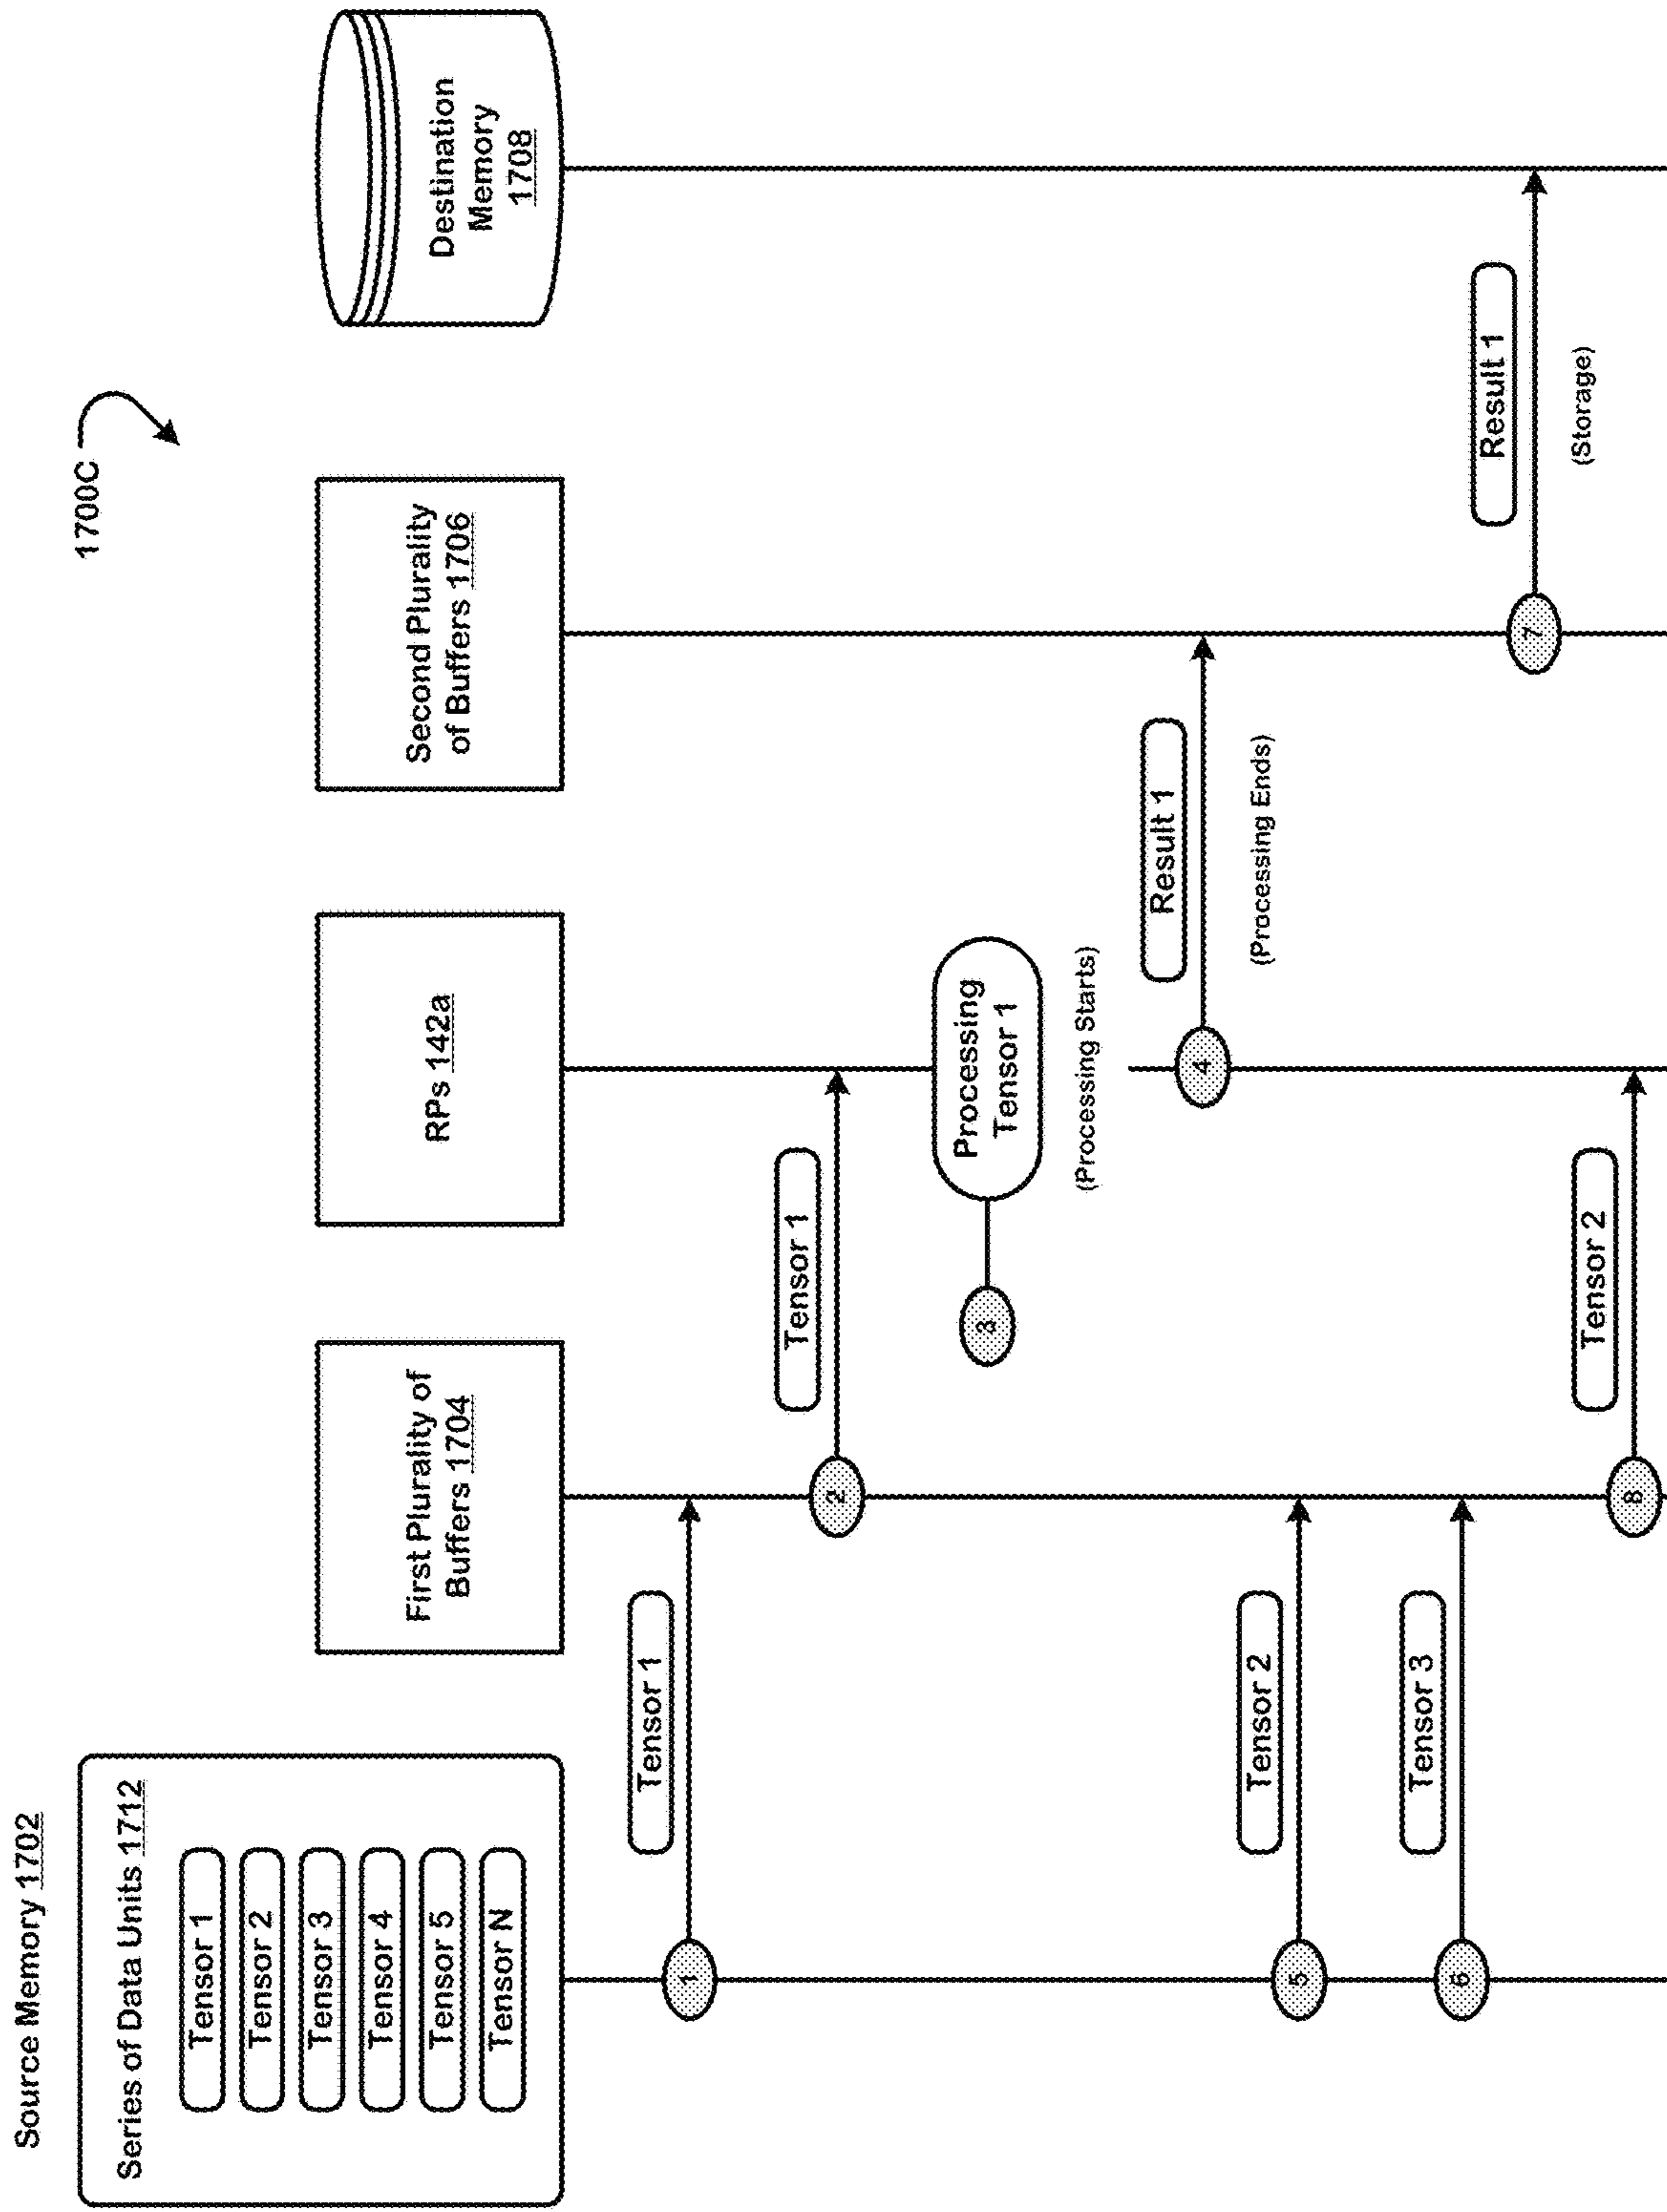 1700C
Source Memory 1702
Series of Data Units 1712
Tensor 1
Tensor 2
Tensor 3
Tensor 4
Tensor 5
Tensor N
First Plurality of
Buffers 1704
RPs 142a
Second Plurality
of Buffers 1706
Destination
Memory
1708
1
Tensor 1
2
Tensor 1
3
Processing
Tensor 1
(Processing Starts)
4
Result 1
(Processing Ends)
5
Tensor 2
6
Tensor 3
7
Result 1
(Storage)
8
Tensor 2